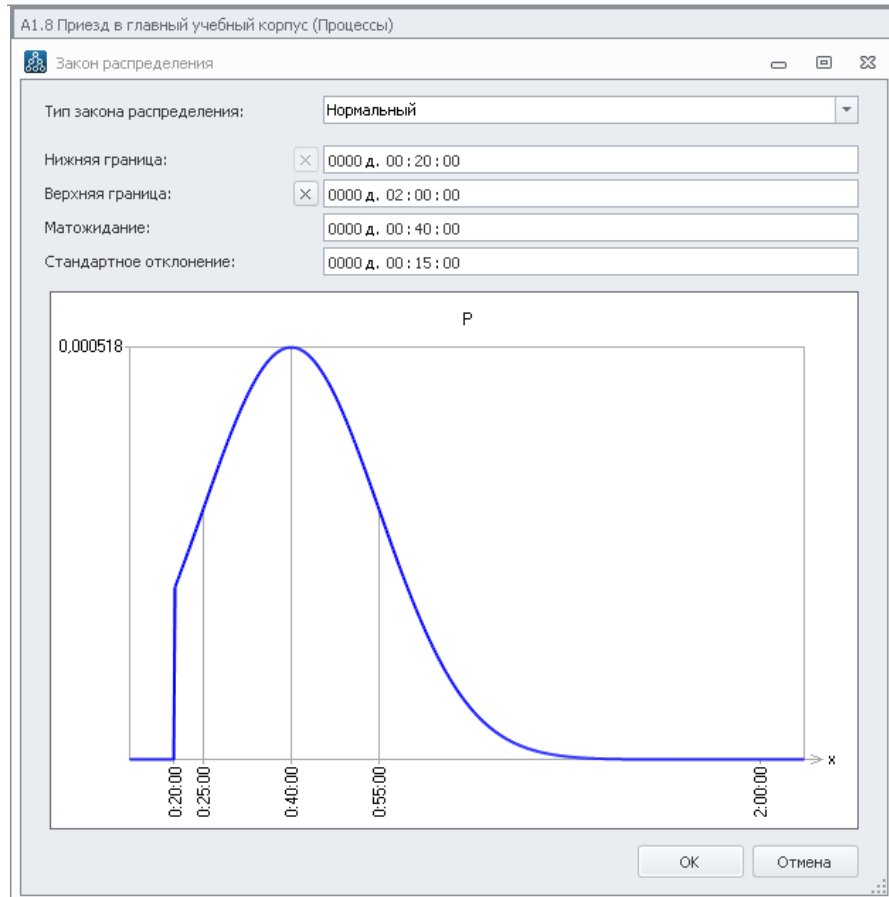 А1.8 Приезд в главный учебный корпус (Процессы)
Закон распределения
Тип закона распределения: Нормальный
Нижняя граница: 0000 д. 00 : 20 : 00
Верхняя граница: 0000 д. 02 : 00 : 00
Матожидание: 0000 д. 00 : 40 : 00
Стандартное отклонение: 0000 д. 00 : 15 : 00
P
0,000518
x
0:20:00 0:25:00 0:40:00 0:55:00 2:00:00
ОК Отмена